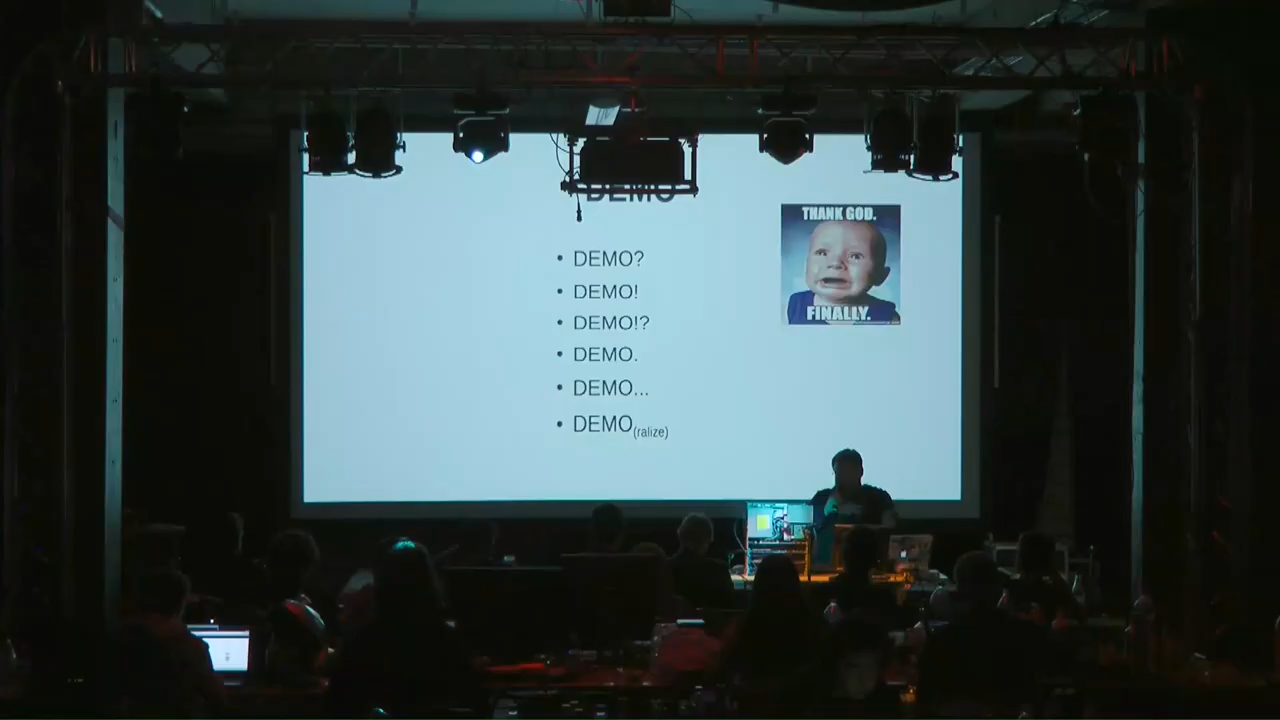 DEMO
• DEMO?
• DEMO!
• DEMO!?
• DEMO.
• DEMO...
• DEMO(ralize)
THANK GOD.
FINALLY.